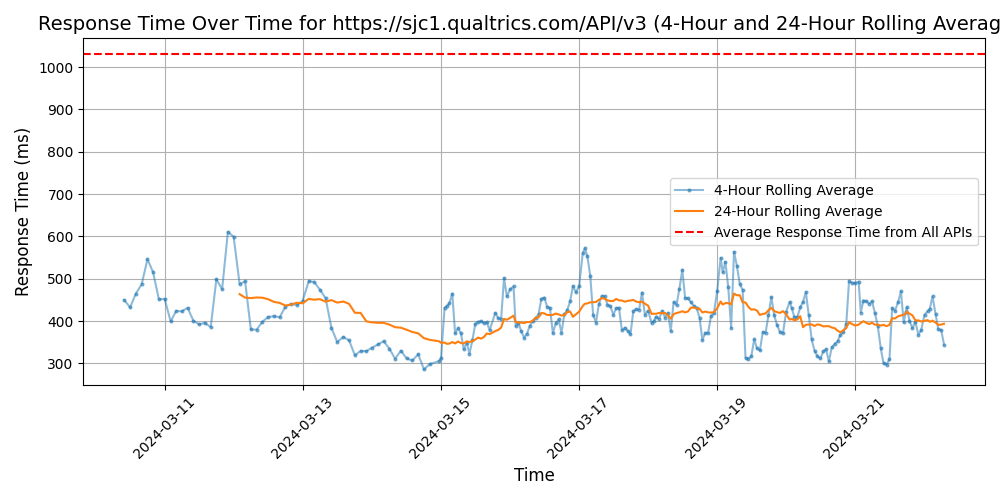 Response Time Over Time for https://sjc1.qualtrics.com/API/v3 (4-Hour and 24-Hour Rolling Averag
Response Time (ms)
1000
900
800
700
600
500
400
300
4-Hour Rolling Average
24-Hour Rolling Average
Average Response Time from All APIs
2024-03-11
2024-03-13
2024-03-15
2024-03-17
2024-03-19
2024-03-21
Time